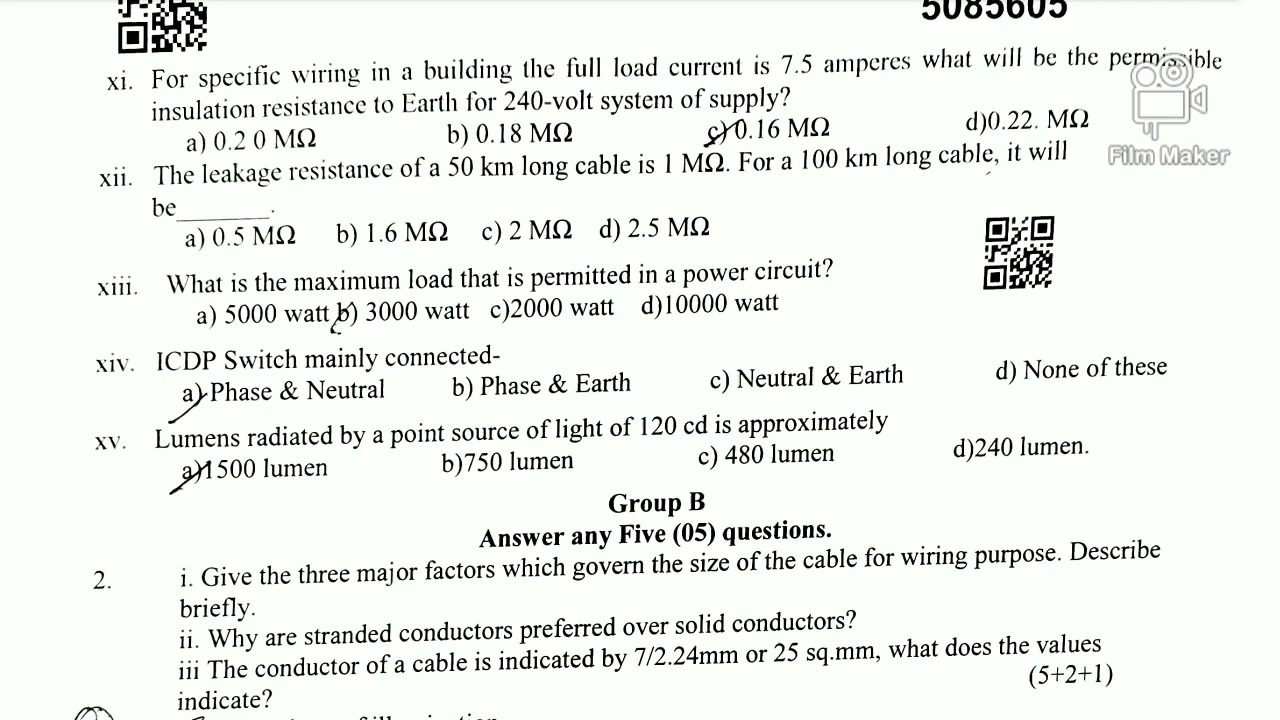 5085605
xi. For specific wiring in a building the full load current is 7.5 amperes what will be the permissible
insulation resistance to Earth for 240-volt system of supply?
a) 0.2 0 MΩ b) 0.18 MΩ c) 0.16 MΩ d)0.22. MΩ
Film Maker
xii. The leakage resistance of a 50 km long cable is 1 MΩ. For a 100 km long cable, it will
be_______.
a) 0.5 MΩ b) 1.6 MΩ c) 2 MΩ d) 2.5 MΩ
xiii. What is the maximum load that is permitted in a power circuit?
a) 5000 watt b) 3000 watt c)2000 watt d)10000 watt
xiv. ICDP Switch mainly connected-
a) Phase & Neutral b) Phase & Earth c) Neutral & Earth d) None of these
xv. Lumens radiated by a point source of light of 120 cd is approximately
a)1500 lumen b)750 lumen c) 480 lumen d)240 lumen.
Group B
Answer any Five (05) questions.
2. i. Give the three major factors which govern the size of the cable for wiring purpose. Describe
briefly.
ii. Why are stranded conductors preferred over solid conductors?
iii The conductor of a cable is indicated by 7/2.24mm or 25 sq.mm, what does the values
indicate? (5+2+1)